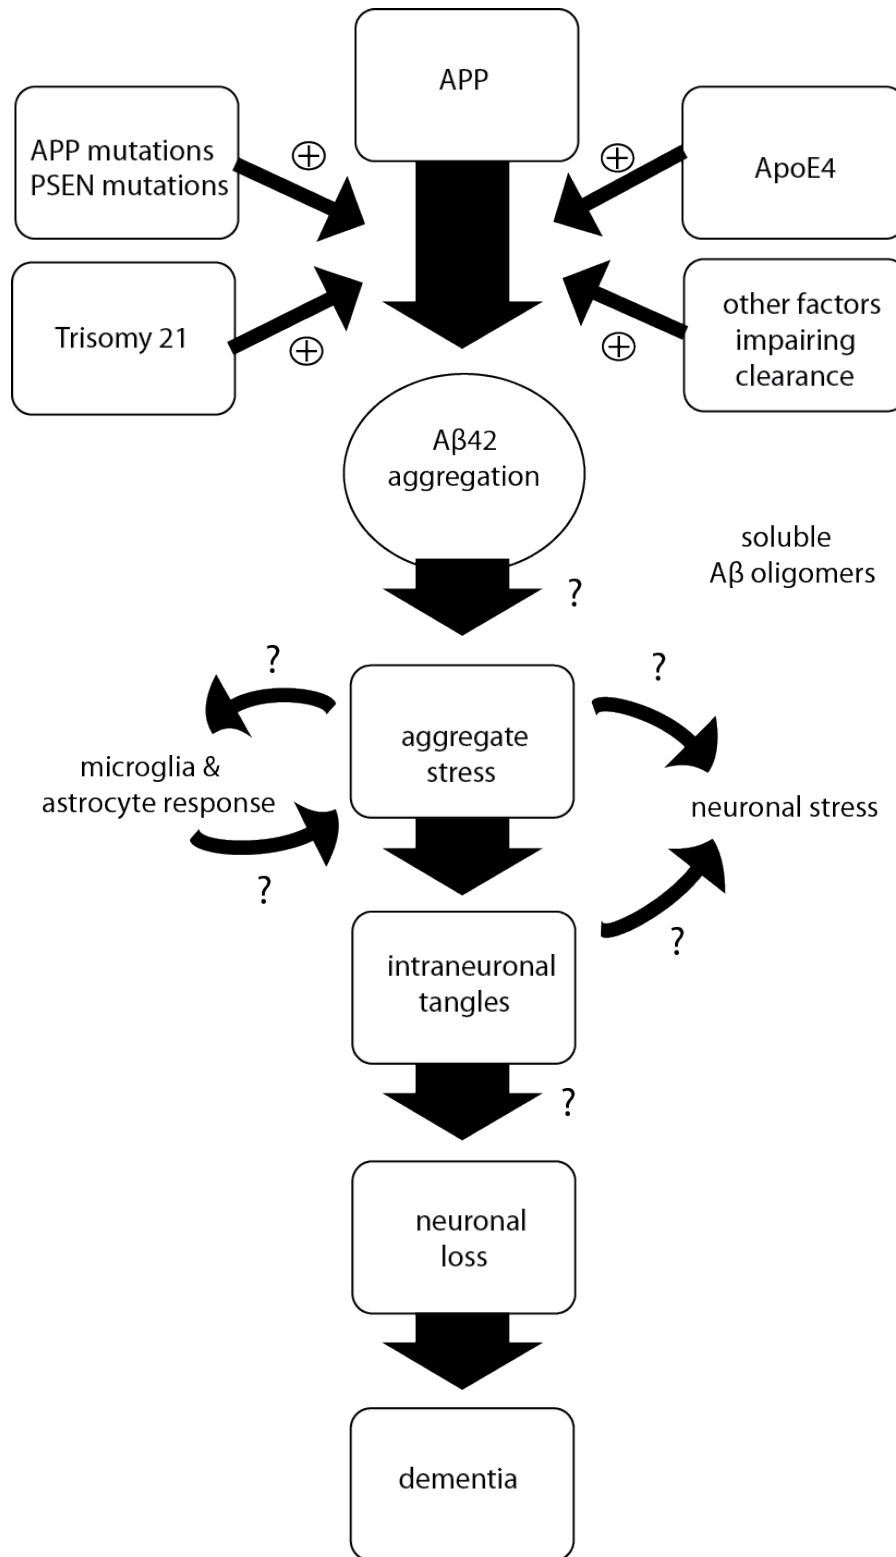 APP
APP mutations
PSEN mutations
+
+
ApoE4
Trisomy 21
+
+
other factors
impairing
clearance
Aβ42
aggregation
soluble
Aβ oligomers
?
?
?
aggregate
stress
microglia &
astrocyte response
neuronal stress
?
?
intraneuronal
tangles
?
neuronal
loss
dementia